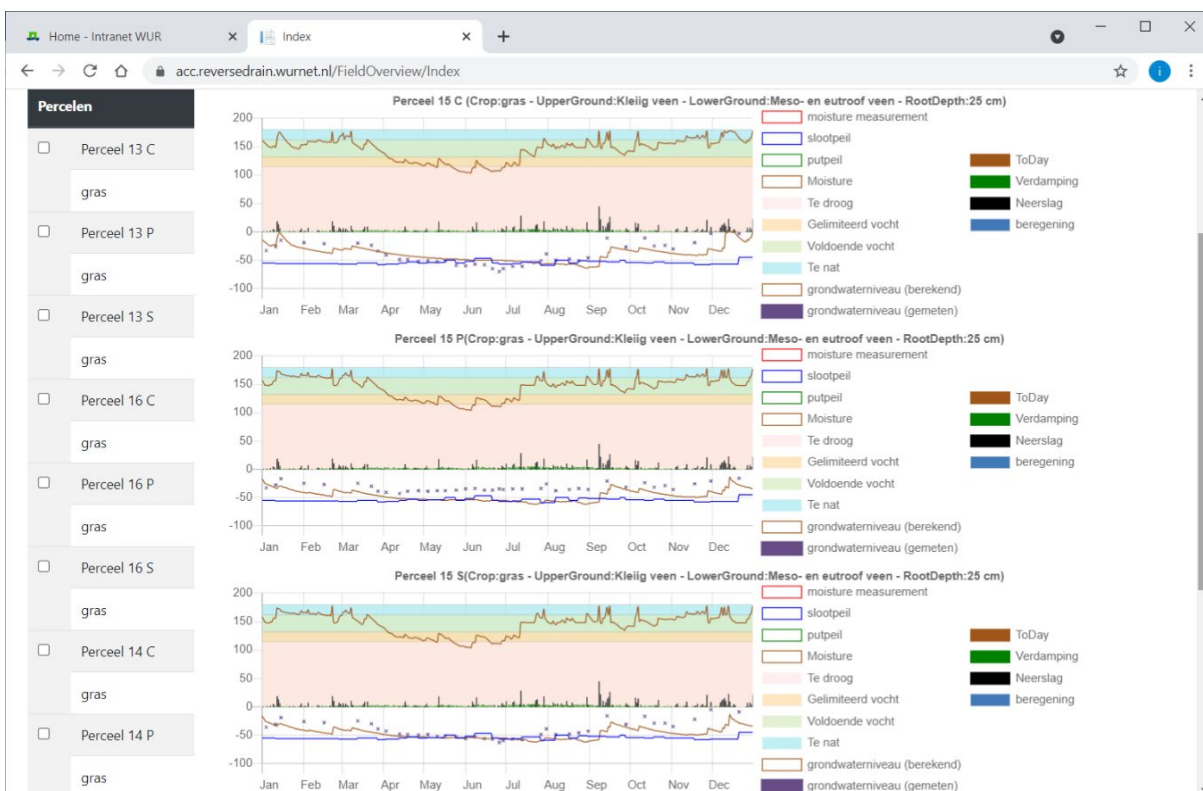 Home - Intranet WUR
Index
acc.reversedrain.wurnet.nl/FieldOverview/Index
i
Percelen
Perceel 13 C
gras
Perceel 13 P
gras
Perceel 13 S
gras
Perceel 16 C
gras
Perceel 16 P
gras
Perceel 16 S
gras
Perceel 14 C
gras
Perceel 14 P
gras
Perceel 15 C (Crop:gras - UpperGround:Kleiig veen - LowerGround:Meso- en eutroof veen - RootDepth:25 cm)
200
150
100
50
0
-50
-100
Jan Feb Mar Apr May Jun Jul Aug Sep Oct Nov Dec
moisture measurement
slootpeil
putpeil
Moisture
Te droog
Gelimiteerd vocht
Voldoende vocht
Te nat
grondwaterniveau (berekend)
grondwaterniveau (gemeten)
ToDay
Verdamping
Neerslag
beregening
Perceel 15 P(Crop:gras - UpperGround:Kleiig veen - LowerGround:Meso- en eutroof veen - RootDepth:25 cm)
200
150
100
50
0
-50
-100
Jan Feb Mar Apr May Jun Jul Aug Sep Oct Nov Dec
moisture measurement
slootpeil
putpeil
Moisture
Te droog
Gelimiteerd vocht
Voldoende vocht
Te nat
grondwaterniveau (berekend)
grondwaterniveau (gemeten)
ToDay
Verdamping
Neerslag
beregening
Perceel 15 S(Crop:gras - UpperGround:Kleiig veen - LowerGround:Meso- en eutroof veen - RootDepth:25 cm)
200
150
100
50
0
-50
-100
Jan Feb Mar Apr May Jun Jul Aug Sep Oct Nov Dec
moisture measurement
slootpeil
putpeil
Moisture
Te droog
Gelimiteerd vocht
Voldoende vocht
Te nat
grondwaterniveau (berekend)
grondwaterniveau (gemeten)
ToDay
Verdamping
Neerslag
beregening